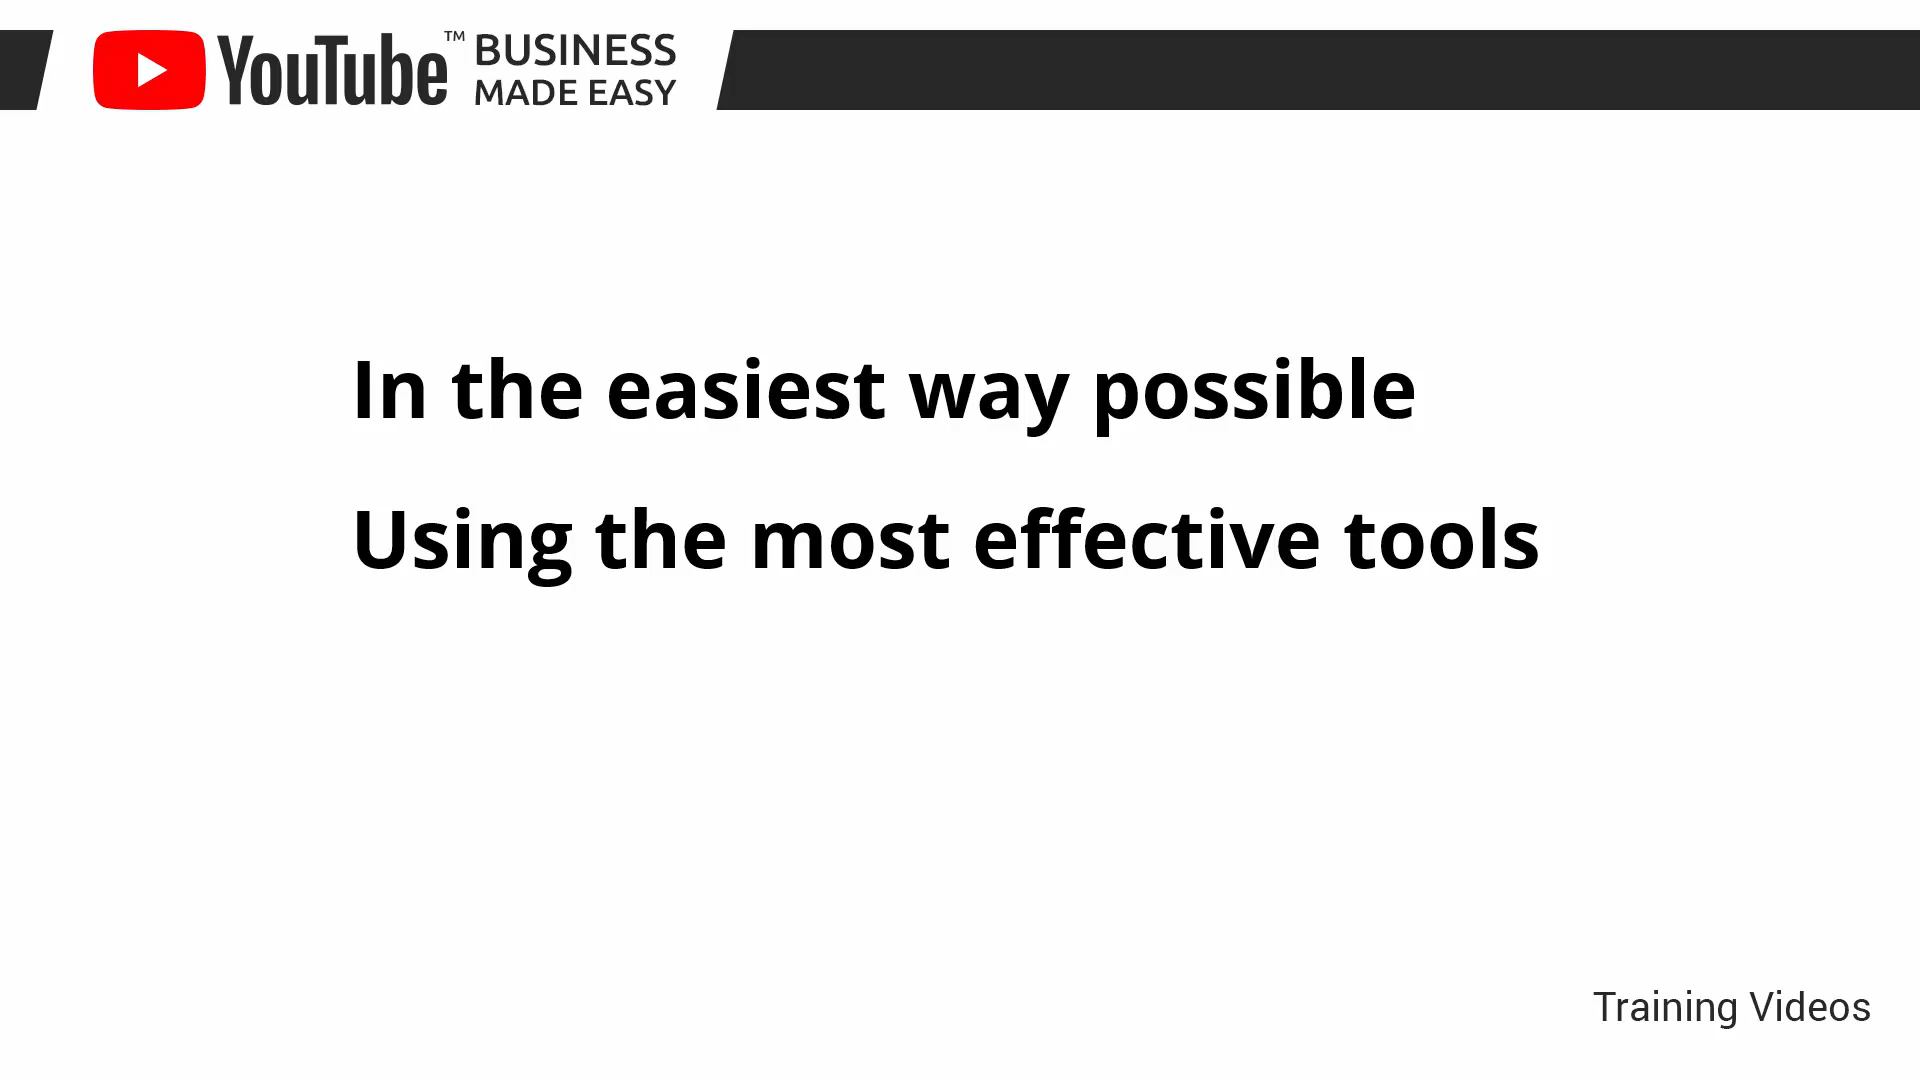 YouTube™ BUSINESS
MADE EASY
In the easiest way possible
Using the most effective tools
Training Videos